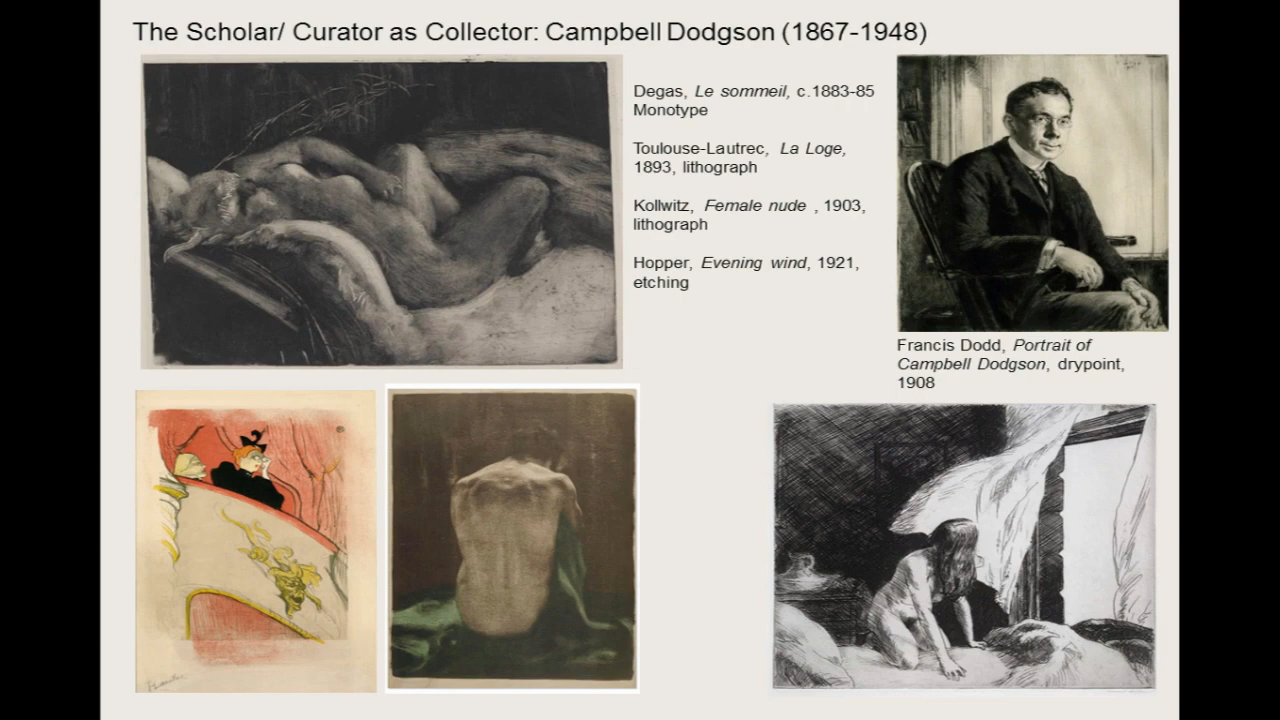 The Scholar/ Curator as Collector: Campbell Dodgson (1867-1948)
Degas, Le sommeil, c.1883-85
Monotype
Toulouse-Lautrec, La Loge,
1893, lithograph
Kollwitz, Female nude , 1903,
lithograph
Hopper, Evening wind, 1921,
etching
Francis Dodd, Portrait of
Campbell Dodgson, drypoint,
1908